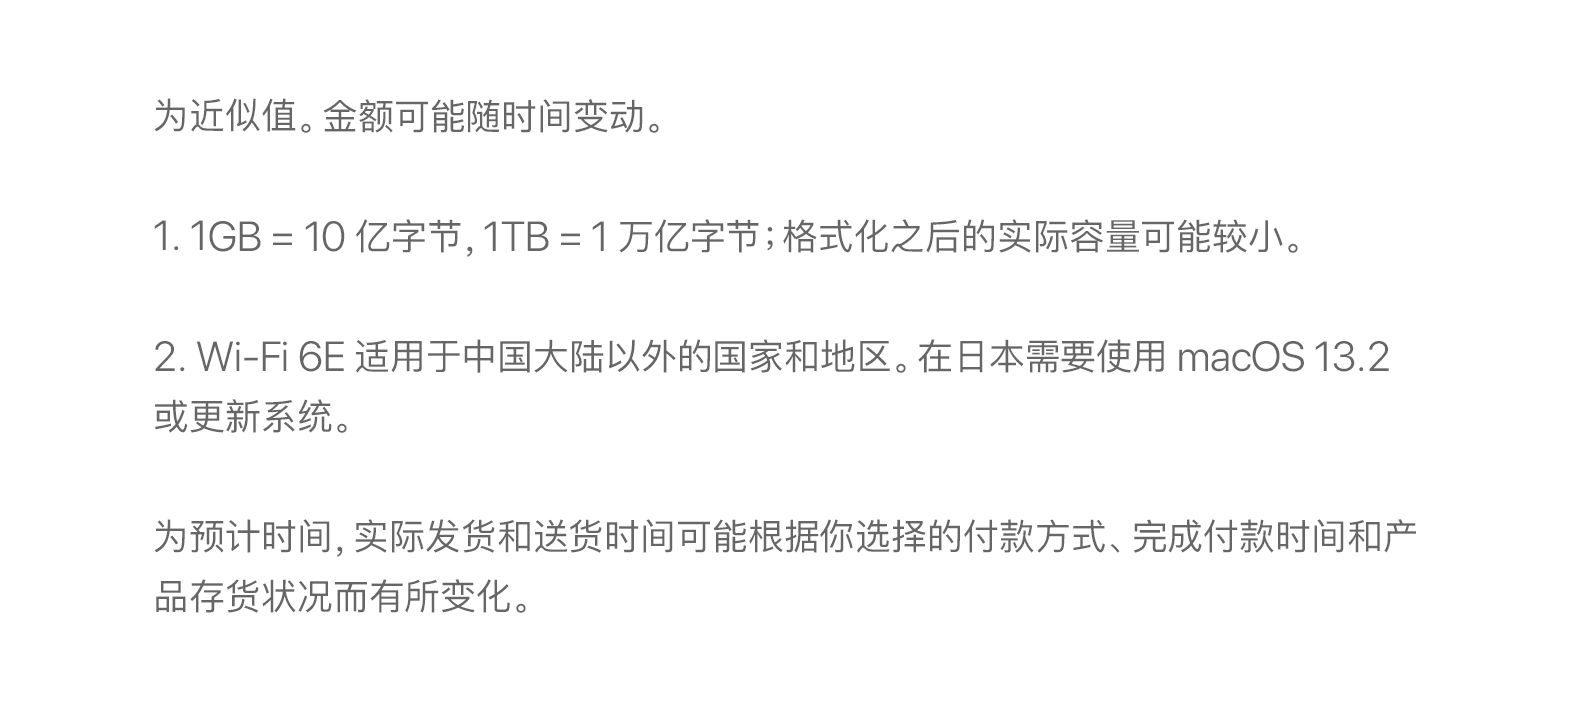 为近似值。金额可能随时间变动。
1. 1GB = 10 亿字节, 1TB = 1 万亿字节；格式化之后的实际容量可能较小。
2. Wi-Fi 6E 适用于中国大陆以外的国家和地区。在日本需要使用 macOS 13.2
或更新系统。
为预计时间, 实际发货和送货时间可能根据你选择的付款方式、完成付款时间和产
品存货状况而有所变化。